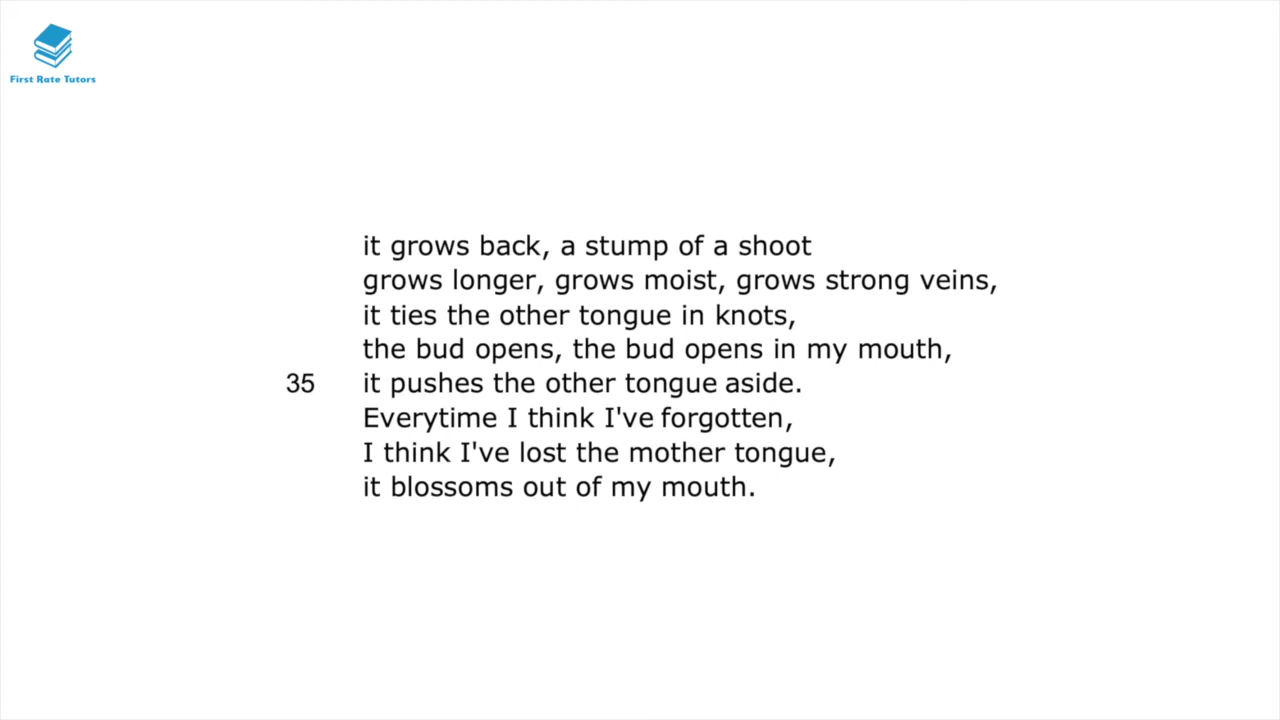 First Rate Tutors
it grows back, a stump of a shoot
grows longer, grows moist, grows strong veins,
it ties the other tongue in knots,
the bud opens, the bud opens in my mouth,
35 it pushes the other tongue aside.
Everytime I think I've forgotten,
I think I've lost the mother tongue,
it blossoms out of my mouth.